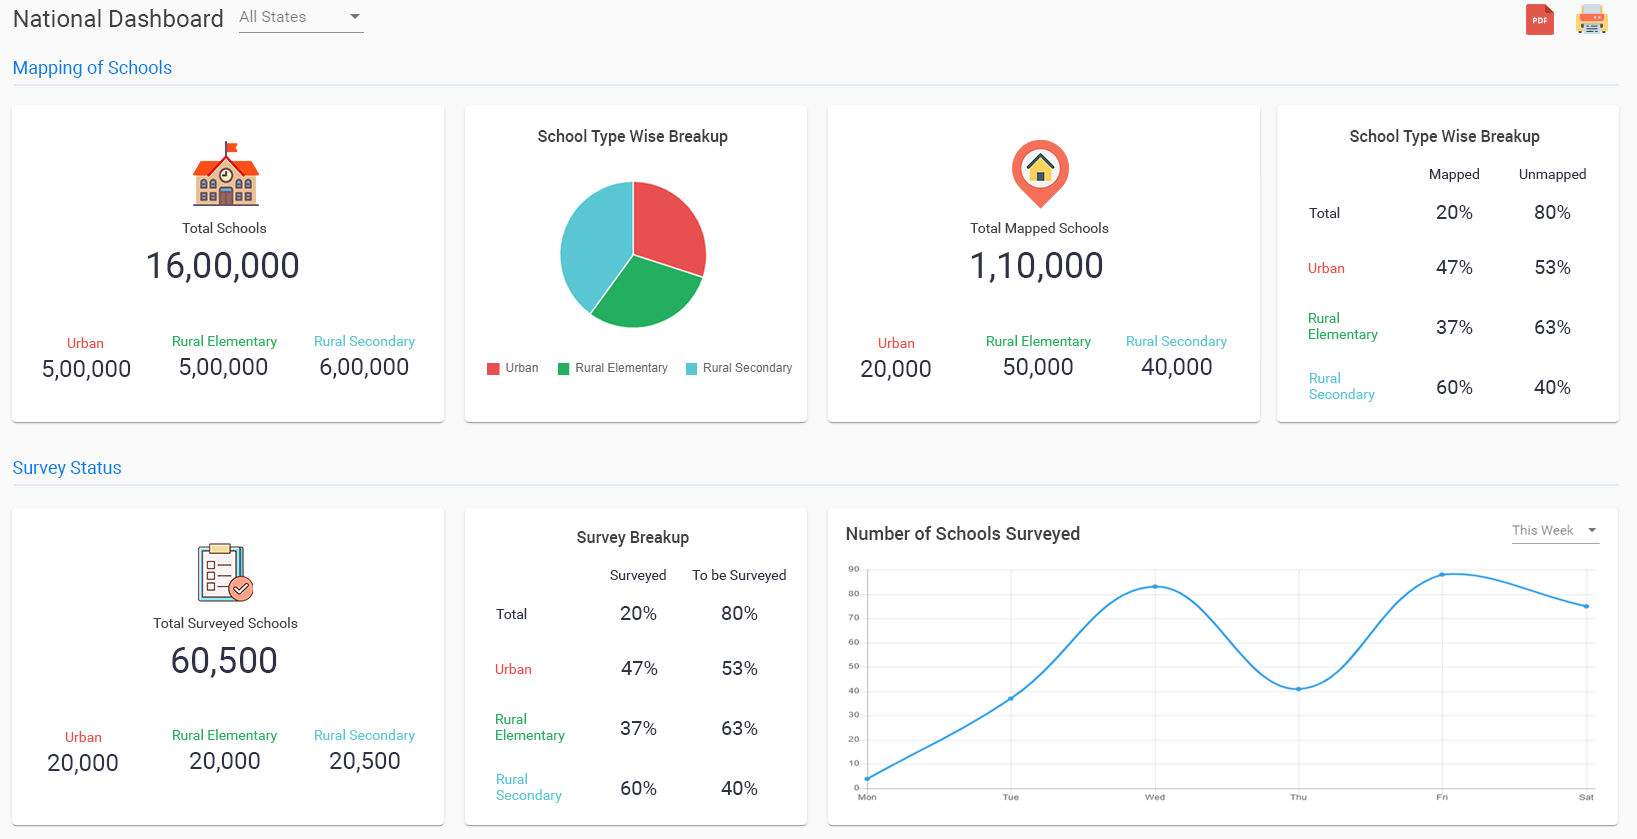 National Dashboard
All States
PDF
Mapping of Schools
Total Schools
16,00,000
Urban
5,00,000
Rural Elementary
5,00,000
Rural Secondary
6,00,000
School Type Wise Breakup
Urban
Rural Elementary
Rural Secondary
Total Mapped Schools
1,10,000
Urban
20,000
Rural Elementary
50,000
Rural Secondary
40,000
School Type Wise Breakup
Mapped Unmapped
Total 20% 80%
Urban 47% 53%
Rural
Elementary 37% 63%
Rural
Secondary 60% 40%
Survey Status
Total Surveyed Schools
60,500
Urban
20,000
Rural Elementary
20,000
Rural Secondary
20,500
Survey Breakup
Surveyed To be Surveyed
Total 20% 80%
Urban 47% 53%
Rural
Elementary 37% 63%
Rural
Secondary 60% 40%
Number of Schools Surveyed
This Week
90
80
70
60
50
40
30
20
10
0
Mon Tue Wed Thu Fri Sat